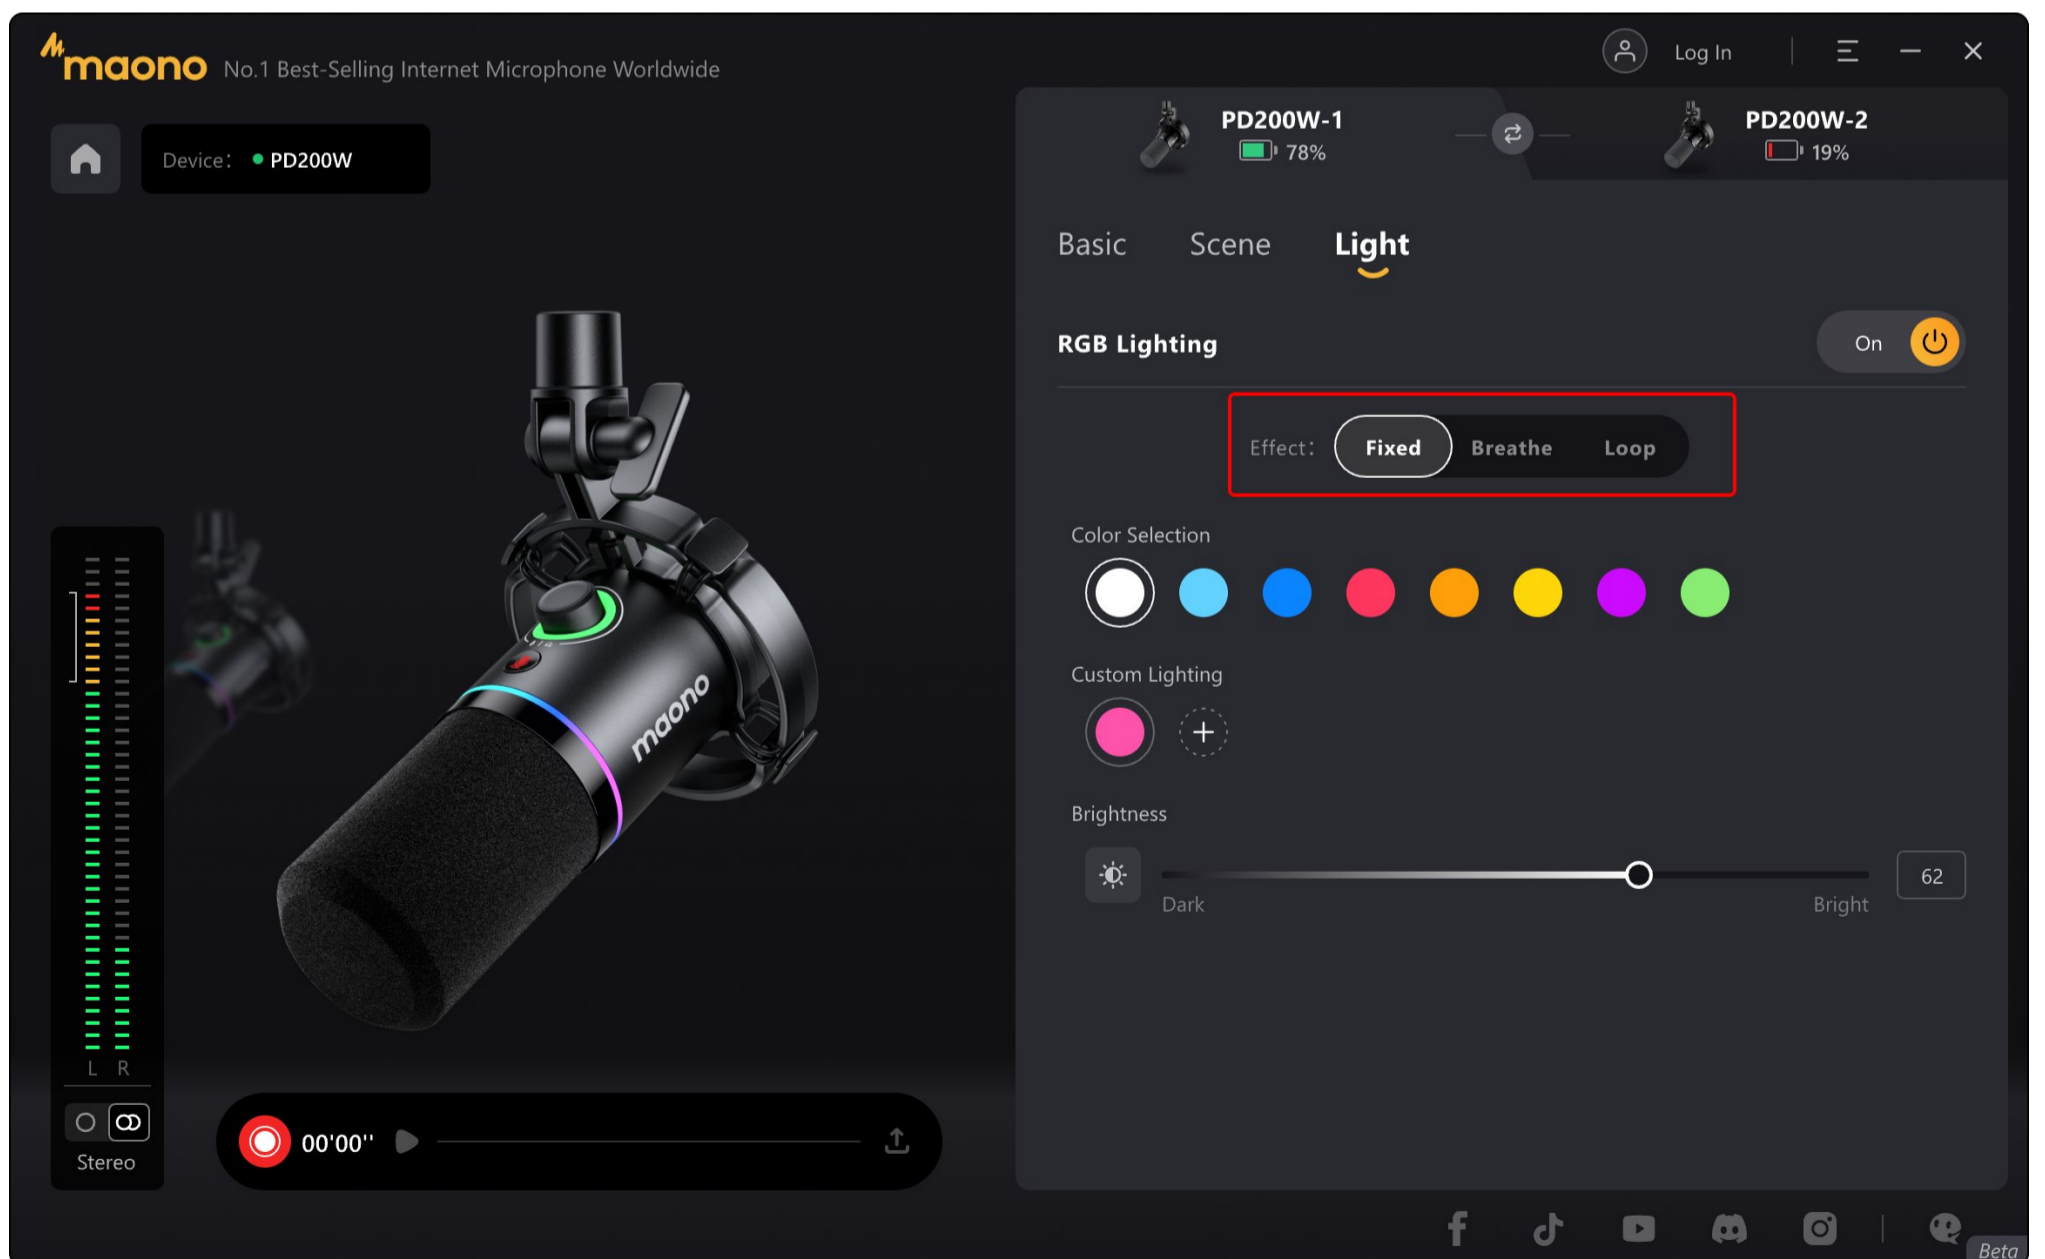 maono No.1 Best-Selling Internet Microphone Worldwide
Log In
Device: PD200W
PD200W-1
78%
PD200W-2
19%
Basic Scene Light
RGB Lighting
On
Effect: Fixed Breathe Loop
Color Selection
Custom Lighting
Brightness
62
Dark Bright
maono
L R
Stereo
00'00''
Beta